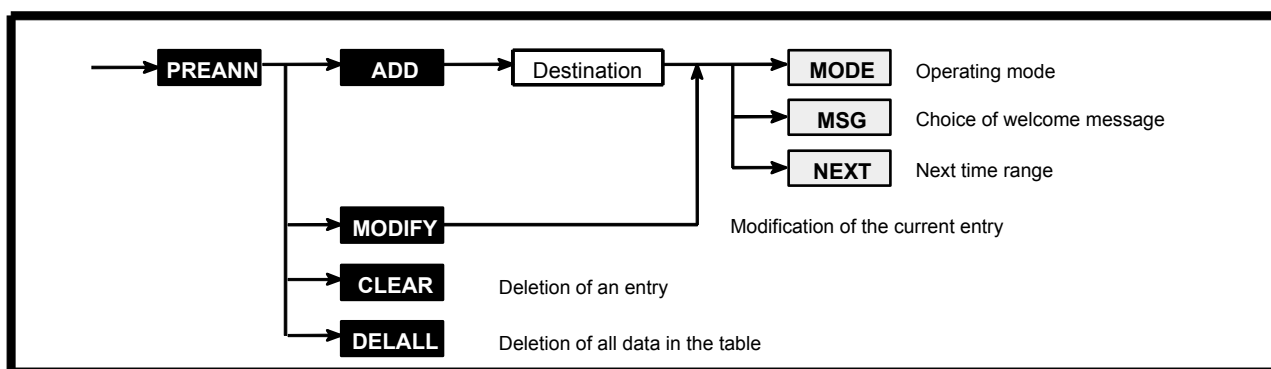 PREANN ADD Destination MODE Operating mode
MSG Choice of welcome message
NEXT Next time range
MODIFY Modification of the current entry
CLEAR Deletion of an entry
DELALL Deletion of all data in the table